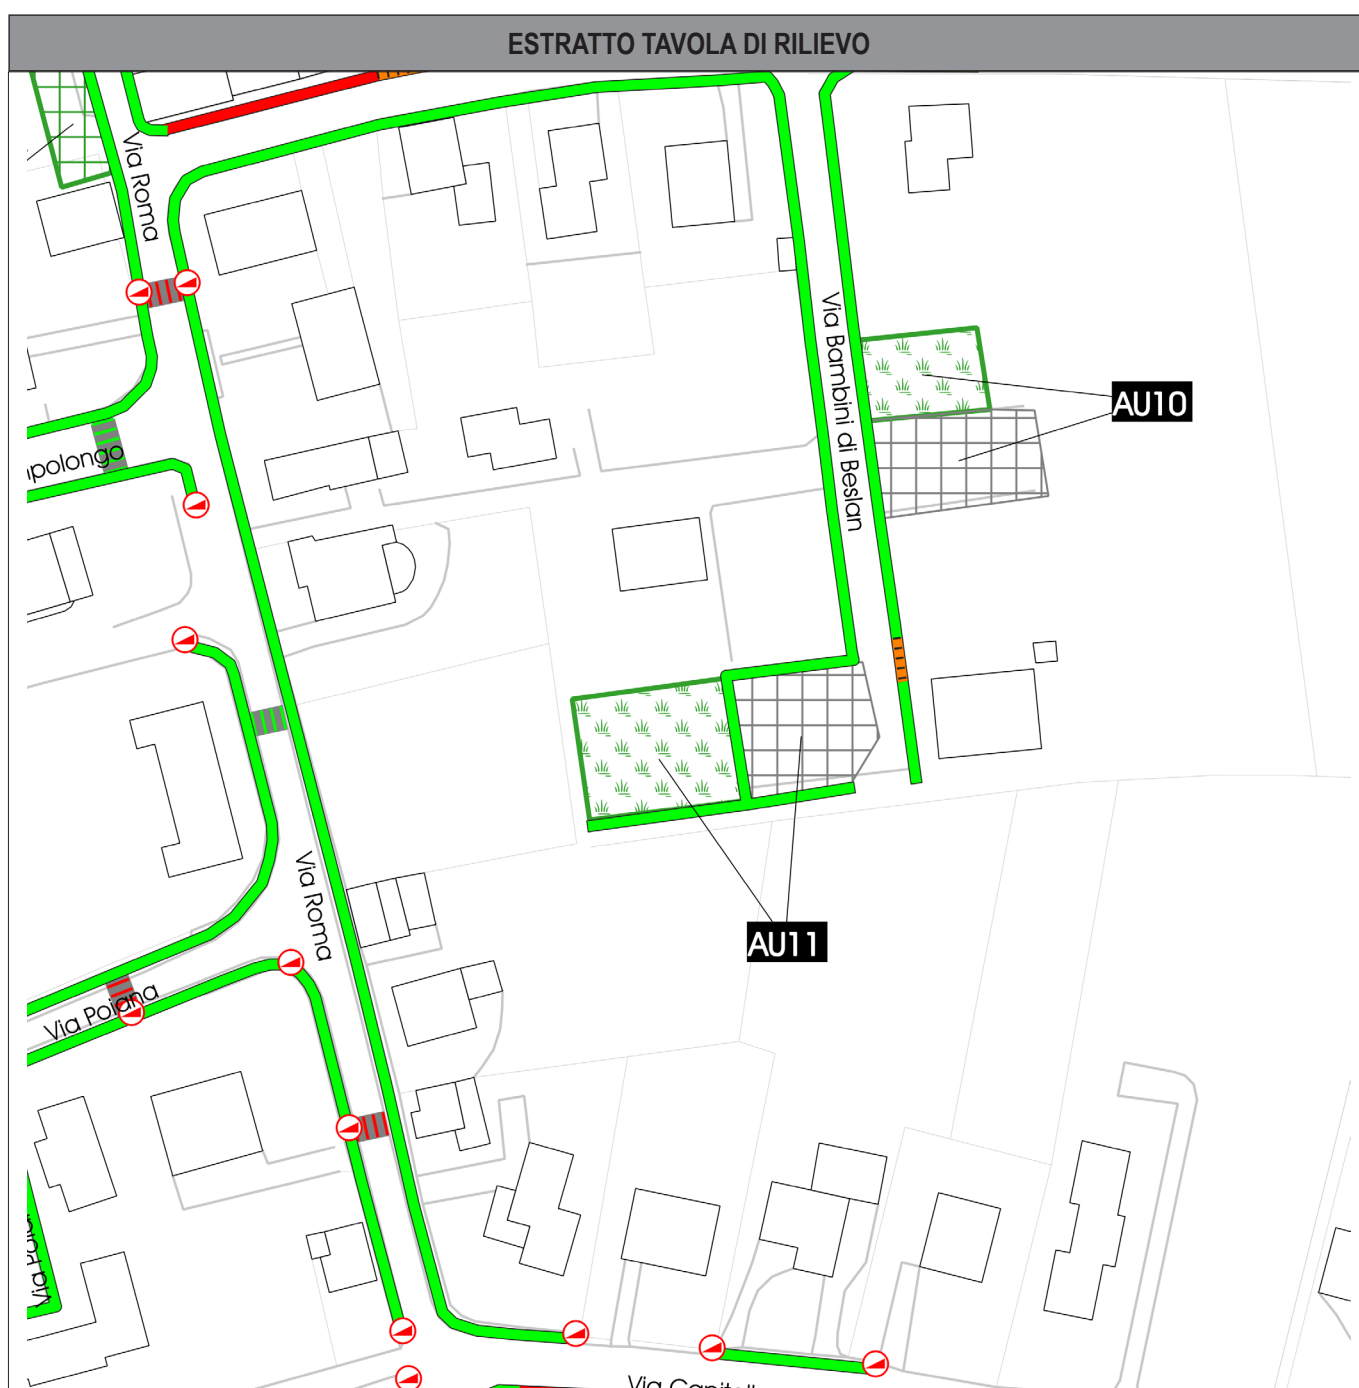 ESTRATTO TAVOLA DI RILIEVO
Via Roma
Via Bambini di Beslan
AU10
Via Roma
AU11
Via Poiana